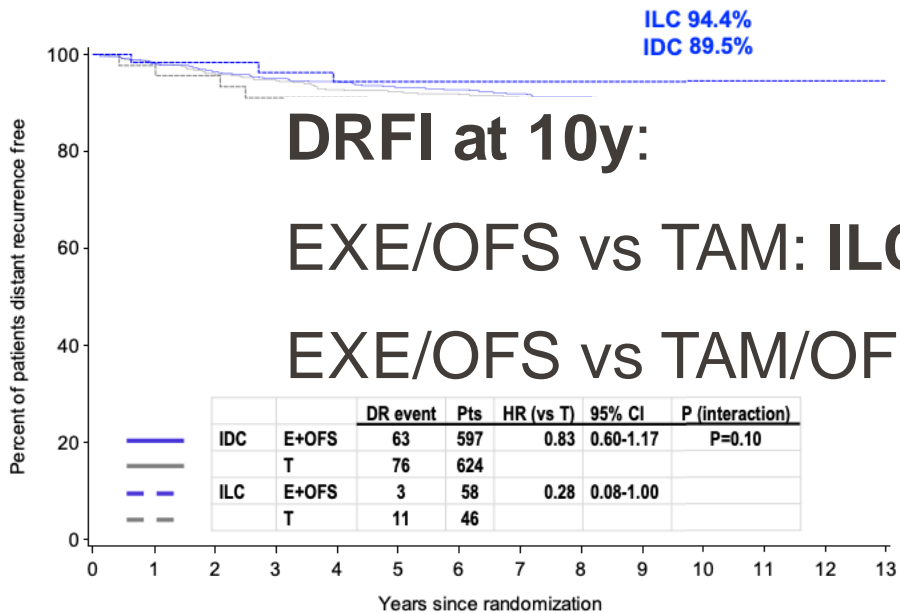 ILC 94.4%
IDC 89.5%
Percent of patients distant recurrence free
100
80
60
40
20
0
DRFI at 10y:
EXE/OFS vs TAM: ILC
EXE/OFS vs TAM/OF
DR event Pts HR (vs T) 95% CI P (interaction)
IDC E+OFS 63 597 0.83 0.60-1.17 P=0.10
T 76 624
ILC E+OFS 3 58 0.28 0.08-1.00
T 11 46
0 1 2 3 4 5 6 7 8 9 10 11 12 13
Years since randomization